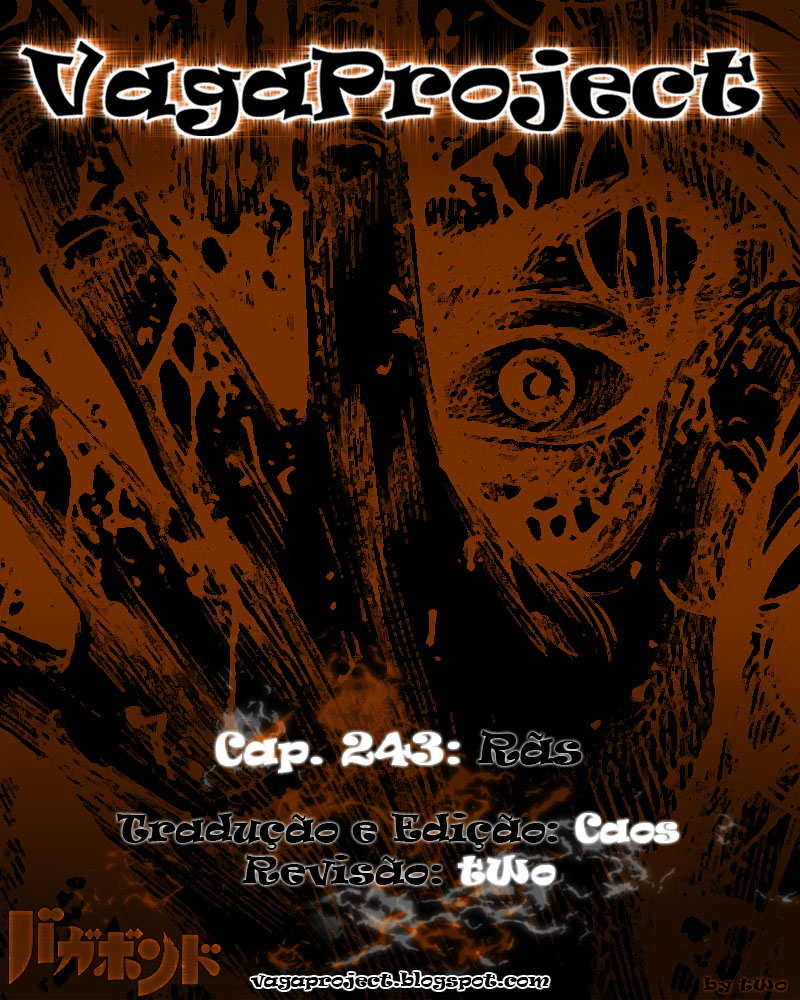 VagaProject
Cap. 243: Rãs
Tradução e Edição: Caos
Revisão: tWo
バガボンド
vagaproject.blogspot.com
by tWo